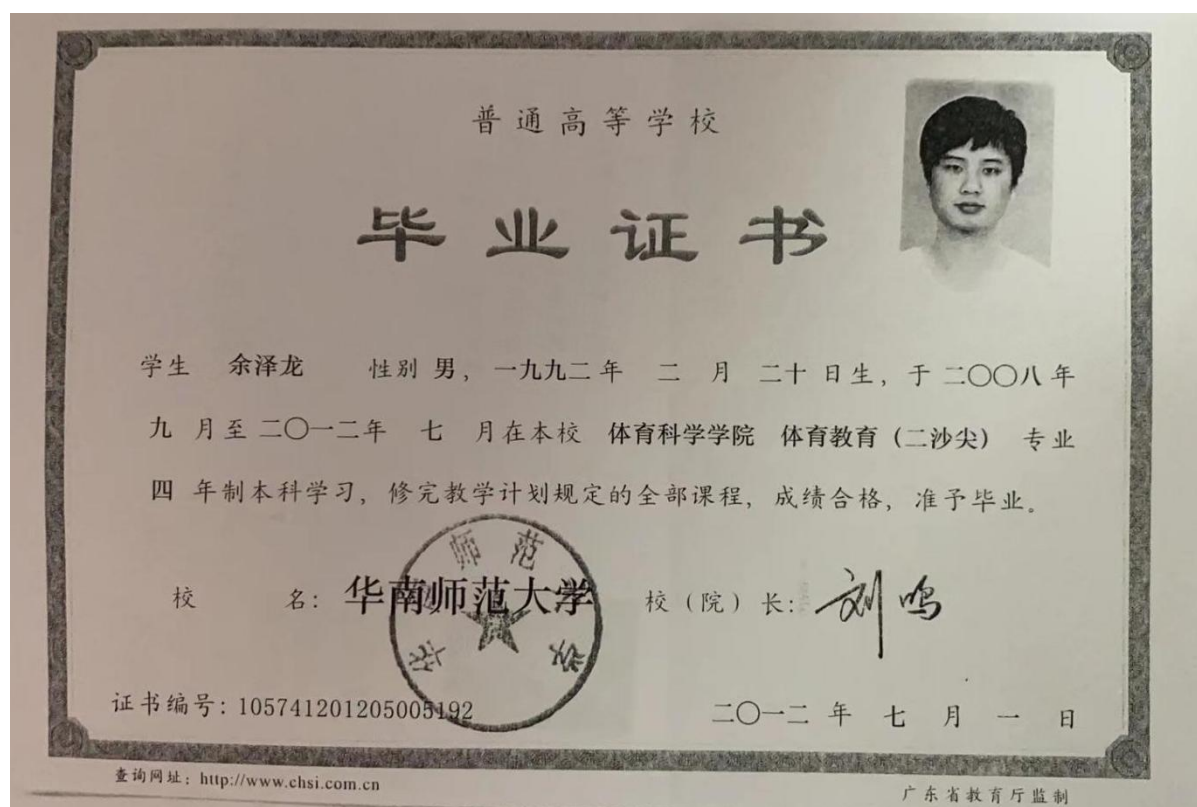 普通高等学校
毕业证书
学生 余泽龙 性别 男，一九九二 年 二 月 二十 日生，于 二〇〇八 年
九 月至 二〇一二年 七 月在本校 体育科学学院 体育教育（二沙尖） 专业
四 年制本科学习，修完教学计划规定的全部课程，成绩合格，准予毕业。
校 名：华南师范大学 校（院）长：刘鸣
证书编号：105741201205005192
二〇一二 年 七 月 一 日
查询网址：http://www.chsi.com.cn
广东省教育厅监制